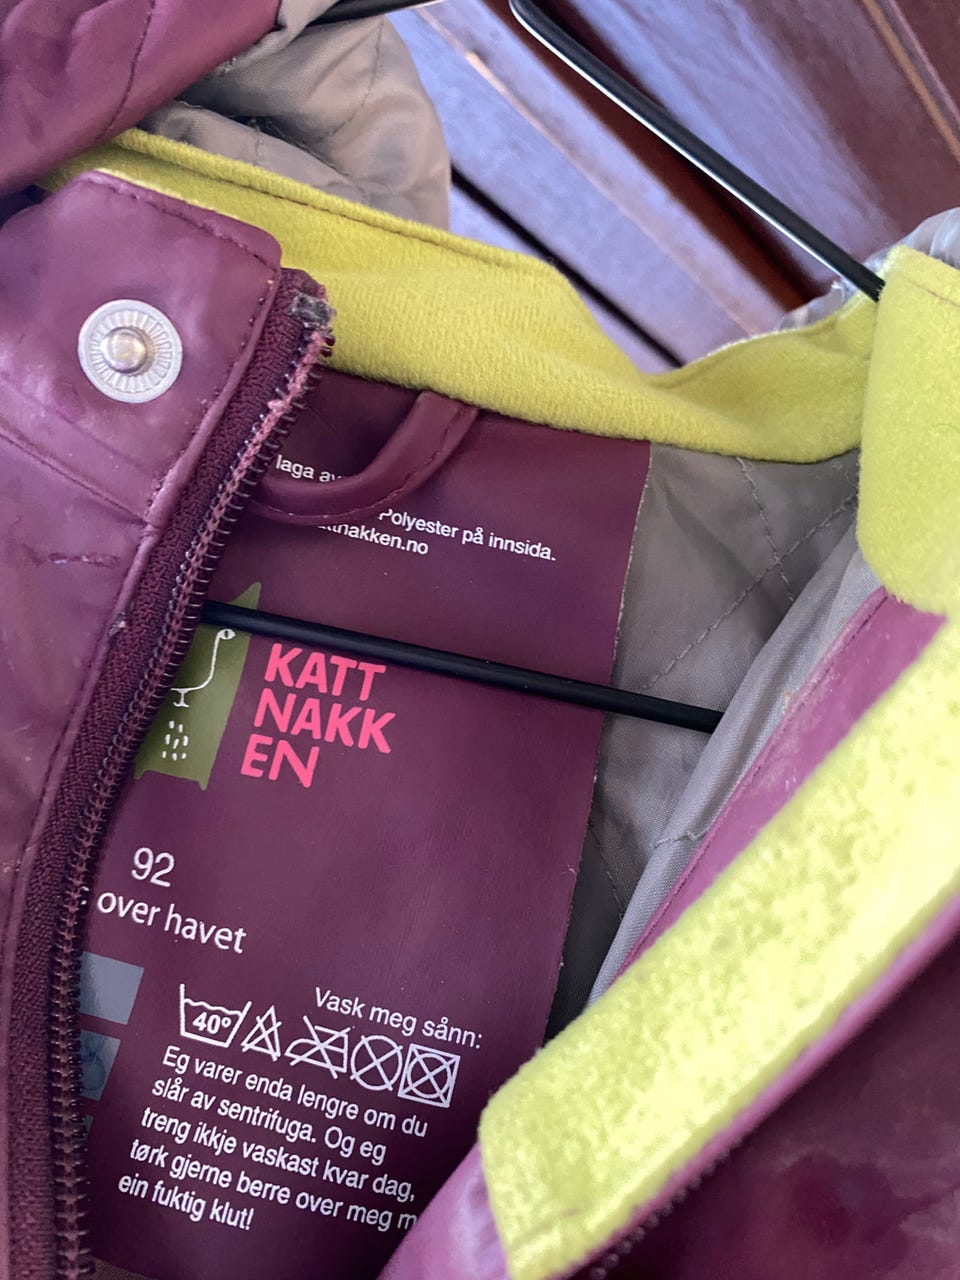 laga av
Polyester på innsida.
attnakken.no
KATT
NAKK
EN
92
over havet
Vask meg sånn:
40°
Eg varer enda lengre om du
slår av sentrifuga. Og eg
treng ikkje vaskast kvar dag,
tørk gjerne berre over meg m
ein fuktig klut!